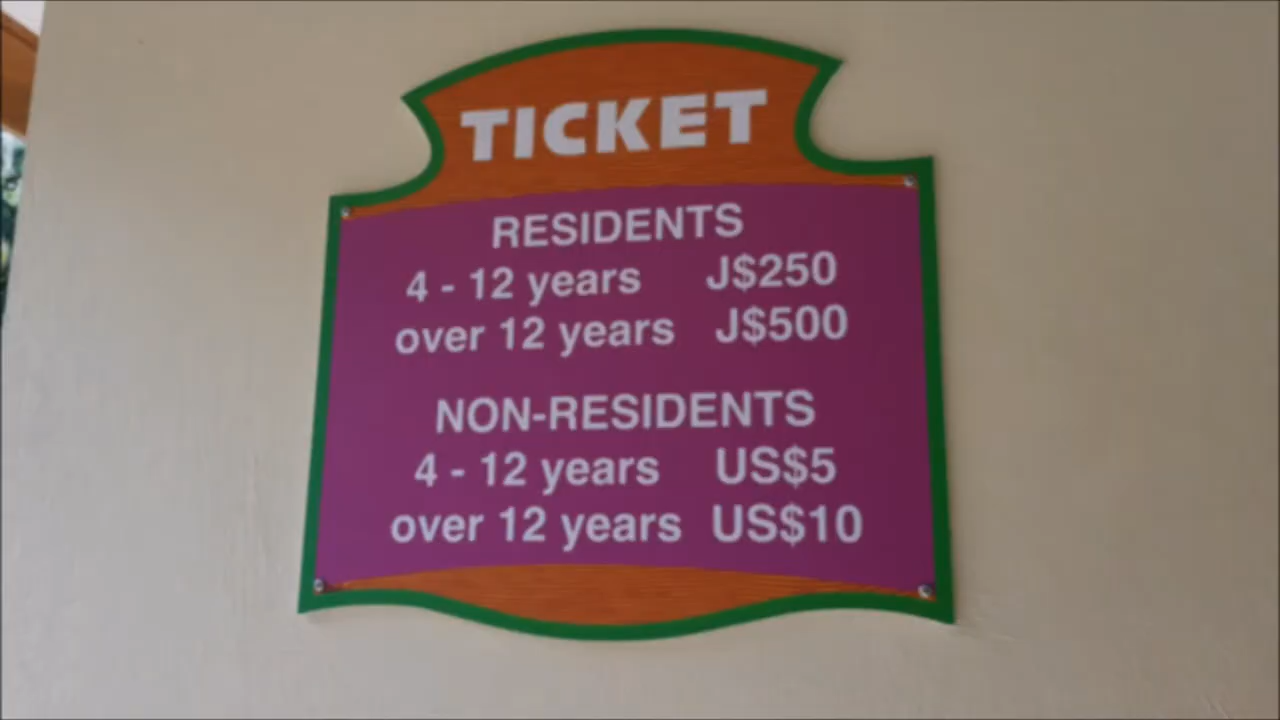 TICKET
RESIDENTS
4 - 12 years J$250
over 12 years J$500
NON-RESIDENTS
4 - 12 years US$5
over 12 years US$10